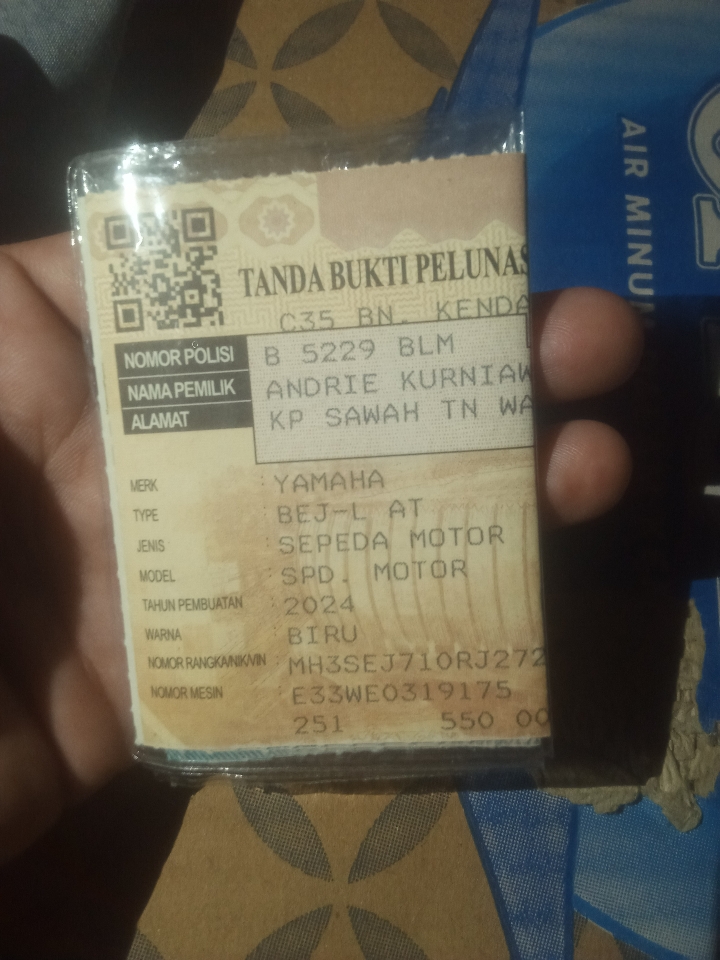 TANDA BUKTI PELUNAS
C35 BN. KENDA
NOMOR POLISI B 5229 BLM
NAMA PEMILIK ANDRIE KURNIAW
ALAMAT KP SAWAH TN WA
MERK : YAMAHA
TYPE : BEJ-L AT
JENIS : SEPEDA MOTOR
MODEL : SPD. MOTOR
TAHUN PEMBUATAN : 2024
WARNA : BIRU
NOMOR RANGKA/NIK/VIN : MH3SEJ710RJ272
NOMOR MESIN : E33WE0319175
251 550 00
AIR MINU